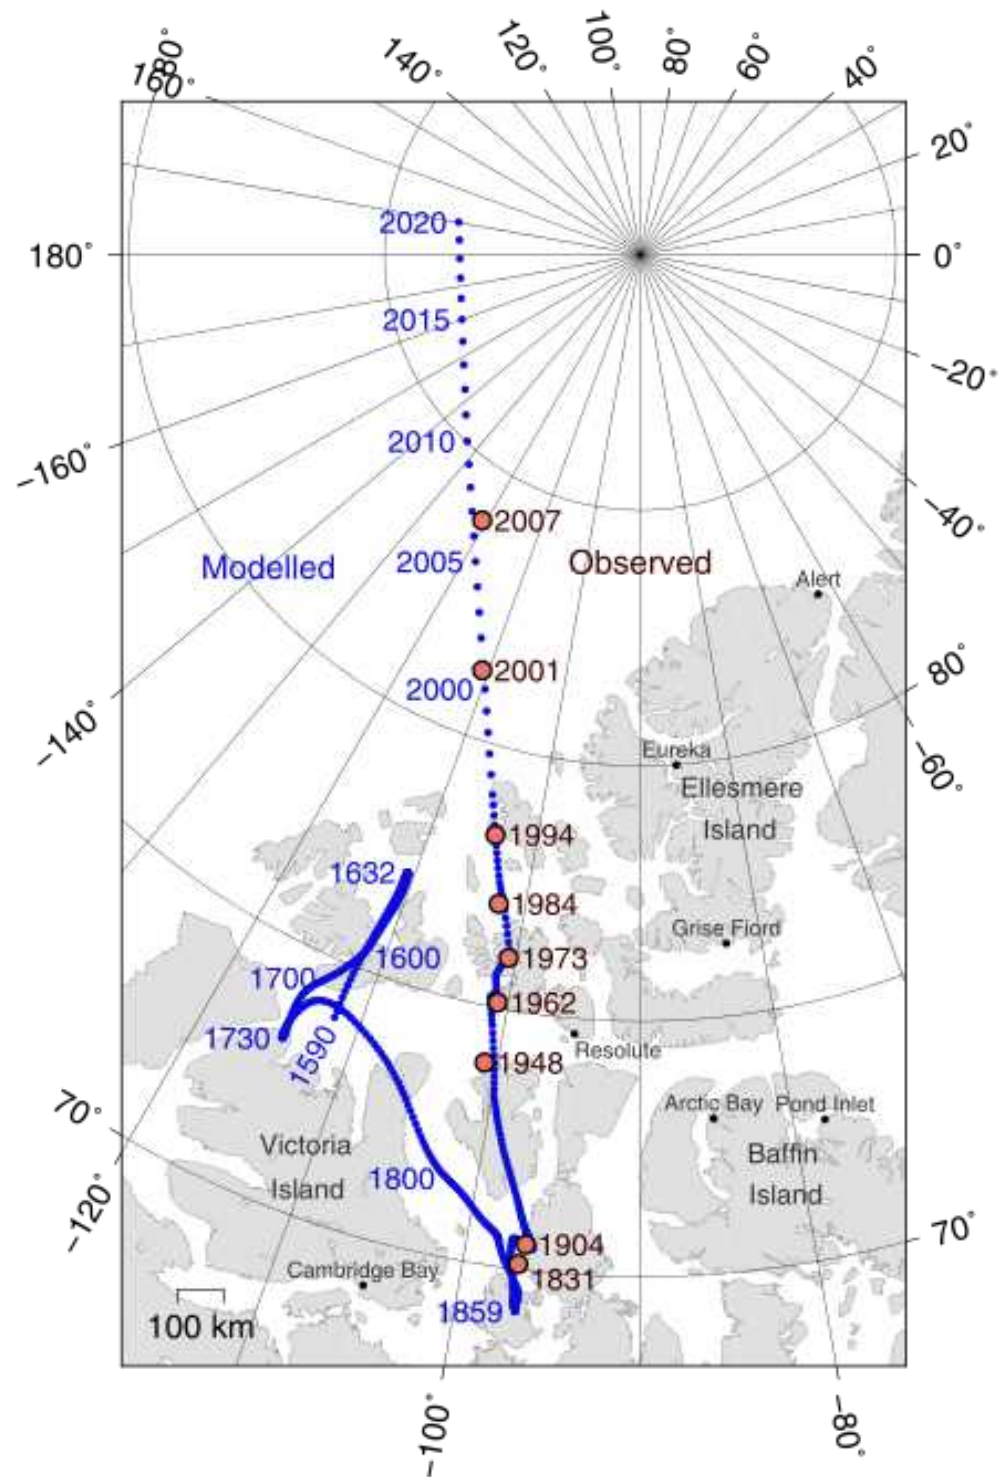 180°
160°
140°
120°
100°
80°
60°
40°
20°
2020
180°
0°
2015
−20°
2010
−160°
−40°
2007
Modelled
2005
Observed
Alert
80°
2001
2000
−140°
Eureka
−60°
Ellesmere
Island
1994
1632
1984
Grise Fiord
1600
1973
1700
1962
1730
1590
Resolute
1948
70°
Arctic Bay
Pond Inlet
Victoria
Island
Baffin
Island
1800
−120°
70°
1904
Cambridge Bay
1831
1859
100 km
−100°
−80°